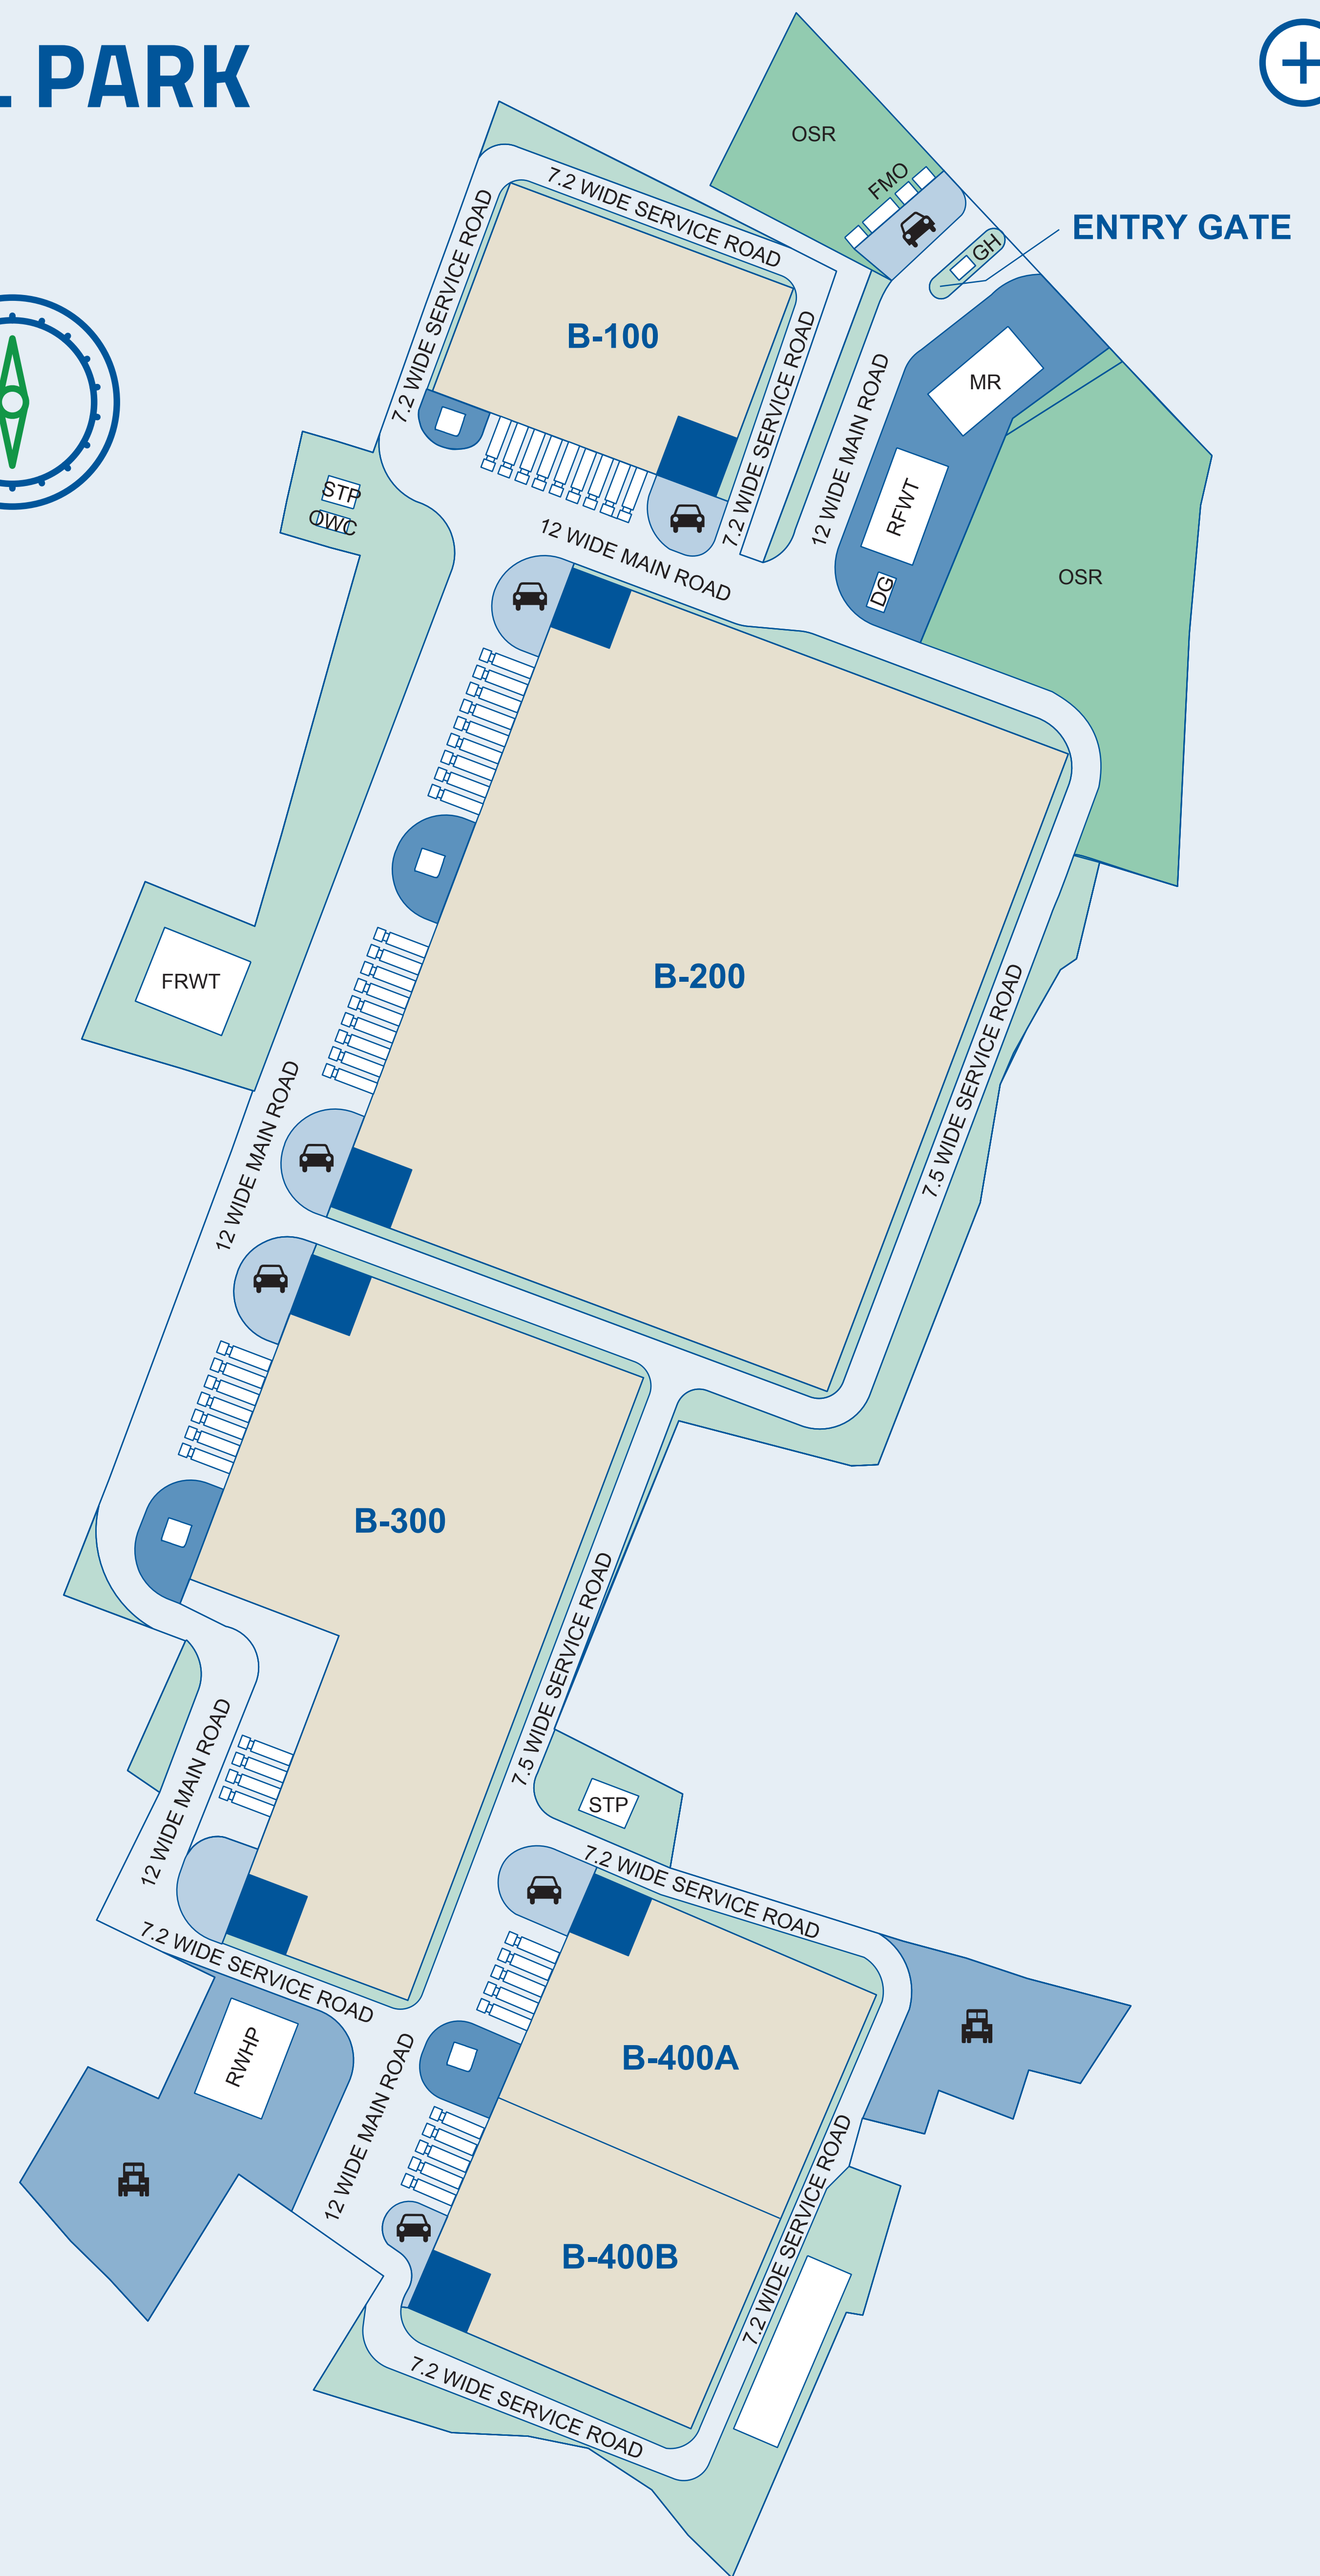 L PARK
OSR
FMO
GH
ENTRY GATE
7.2 WIDE SERVICE ROAD
7.2 WIDE SERVICE ROAD
B-100
7.2 WIDE SERVICE ROAD
12 WIDE MAIN ROAD
MR
RFWT
DG
OSR
STP
OWC
12 WIDE MAIN ROAD
B-200
FRWT
12 WIDE MAIN ROAD
7.5 WIDE SERVICE ROAD
B-300
7.5 WIDE SERVICE ROAD
12 WIDE MAIN ROAD
STP
7.2 WIDE SERVICE ROAD
7.2 WIDE SERVICE ROAD
RWHP
12 WIDE MAIN ROAD
B-400A
7.2 WIDE SERVICE ROAD
B-400B
7.2 WIDE SERVICE ROAD